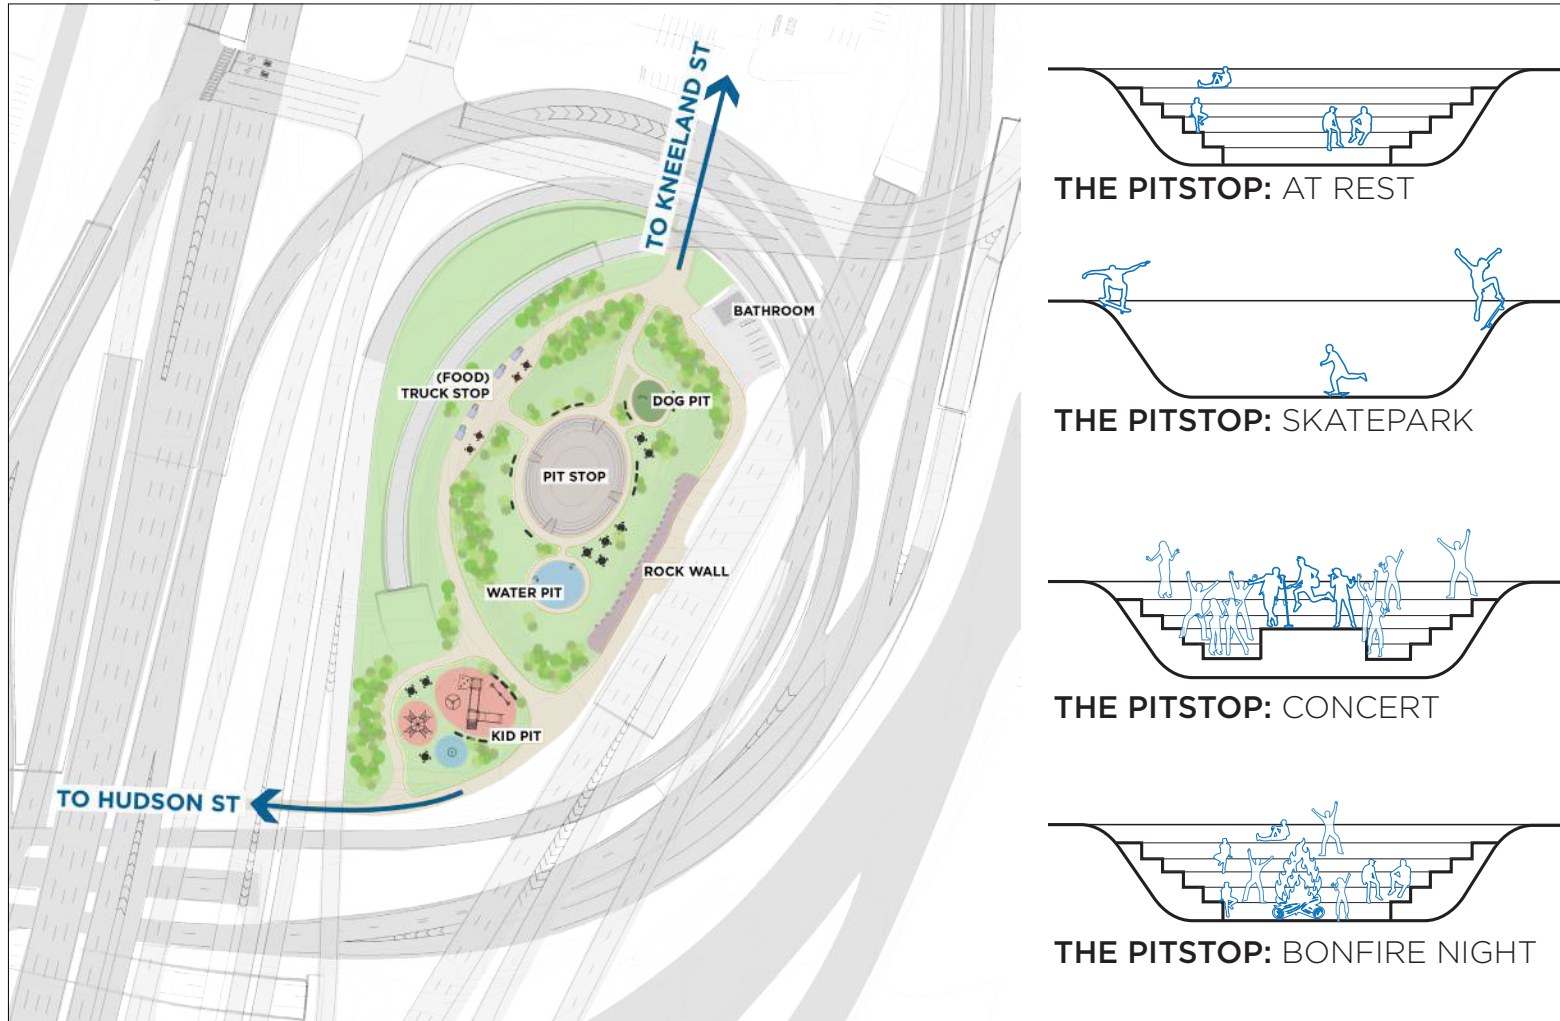 TO KNEELAND ST
BATHROOM
(FOOD)
TRUCK STOP
DOG PIT
PIT STOP
ROCK WALL
WATER PIT
KID PIT
TO HUDSON ST
THE PITSTOP: AT REST
THE PITSTOP: SKATEPARK
THE PITSTOP: CONCERT
THE PITSTOP: BONFIRE NIGHT